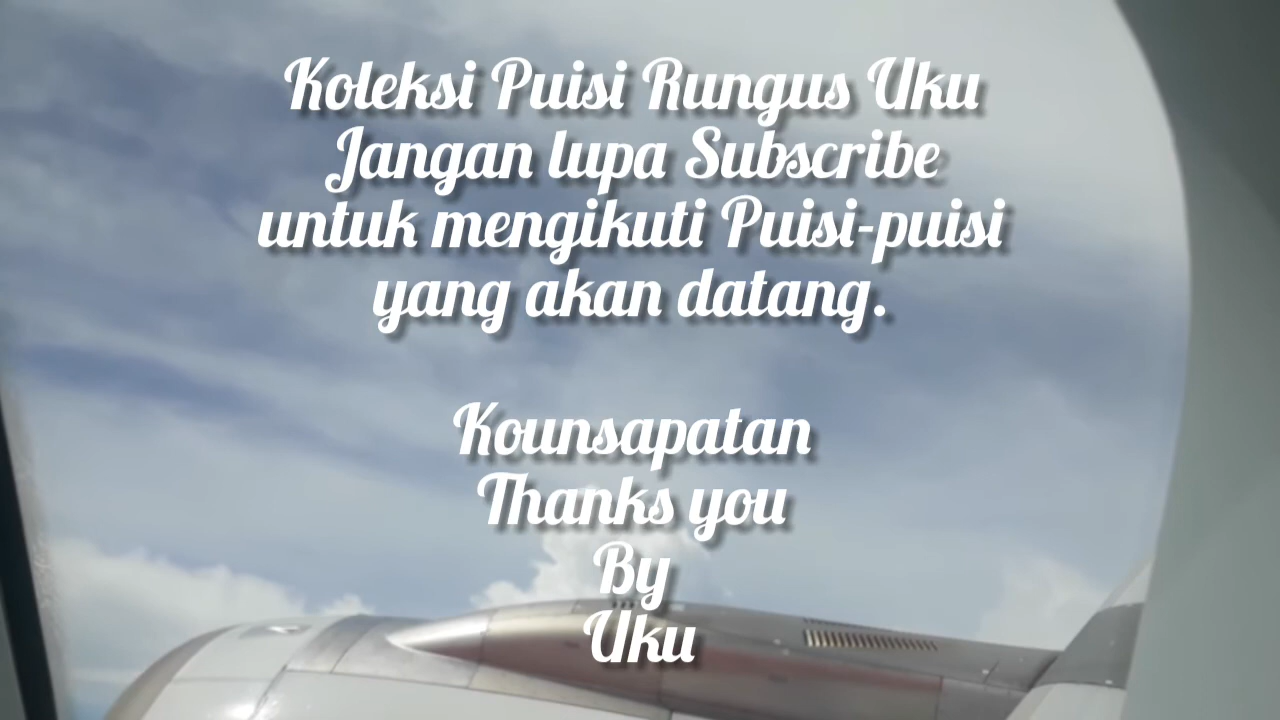 Koleksi Puisi Rungus Uku
Jangan lupa Subscribe
untuk mengikuti Puisi-puisi
yang akan datang.
Kounsapatan
Thanks you
By
Uku